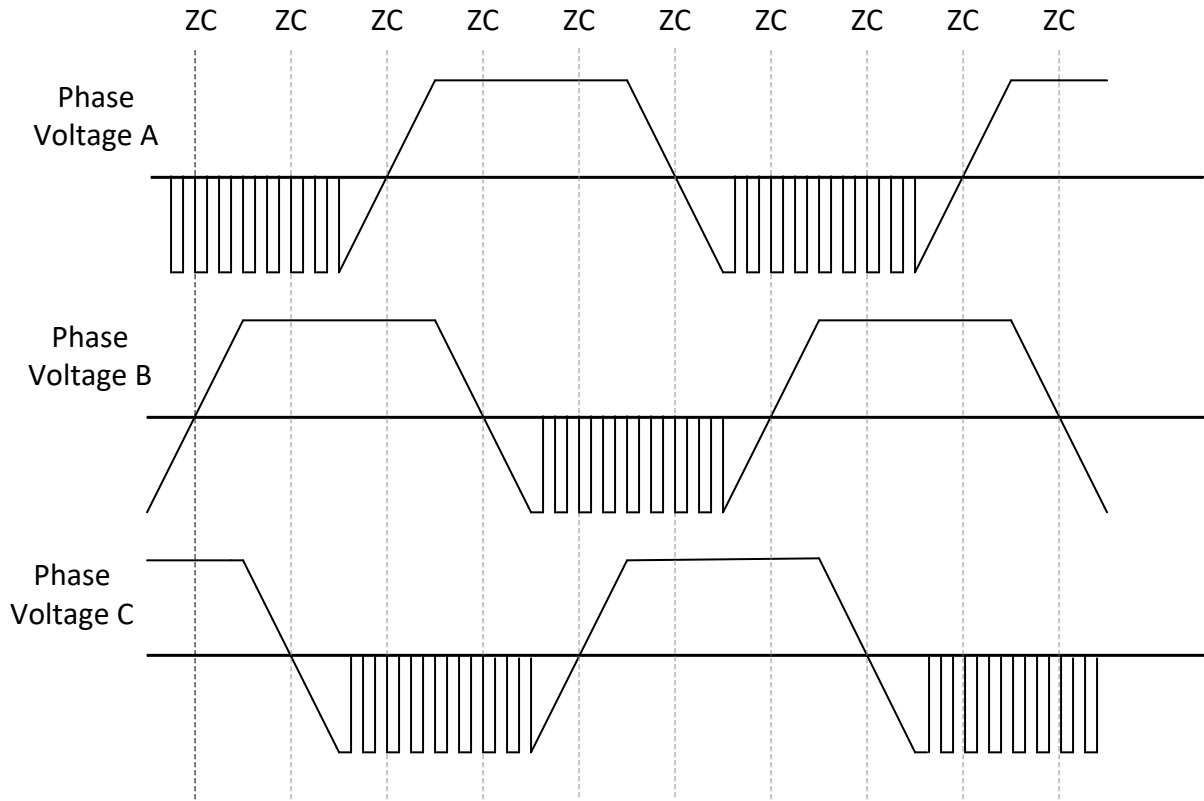 ZC ZC ZC ZC ZC ZC ZC ZC ZC ZC
Phase
Voltage A
Phase
Voltage B
Phase
Voltage C